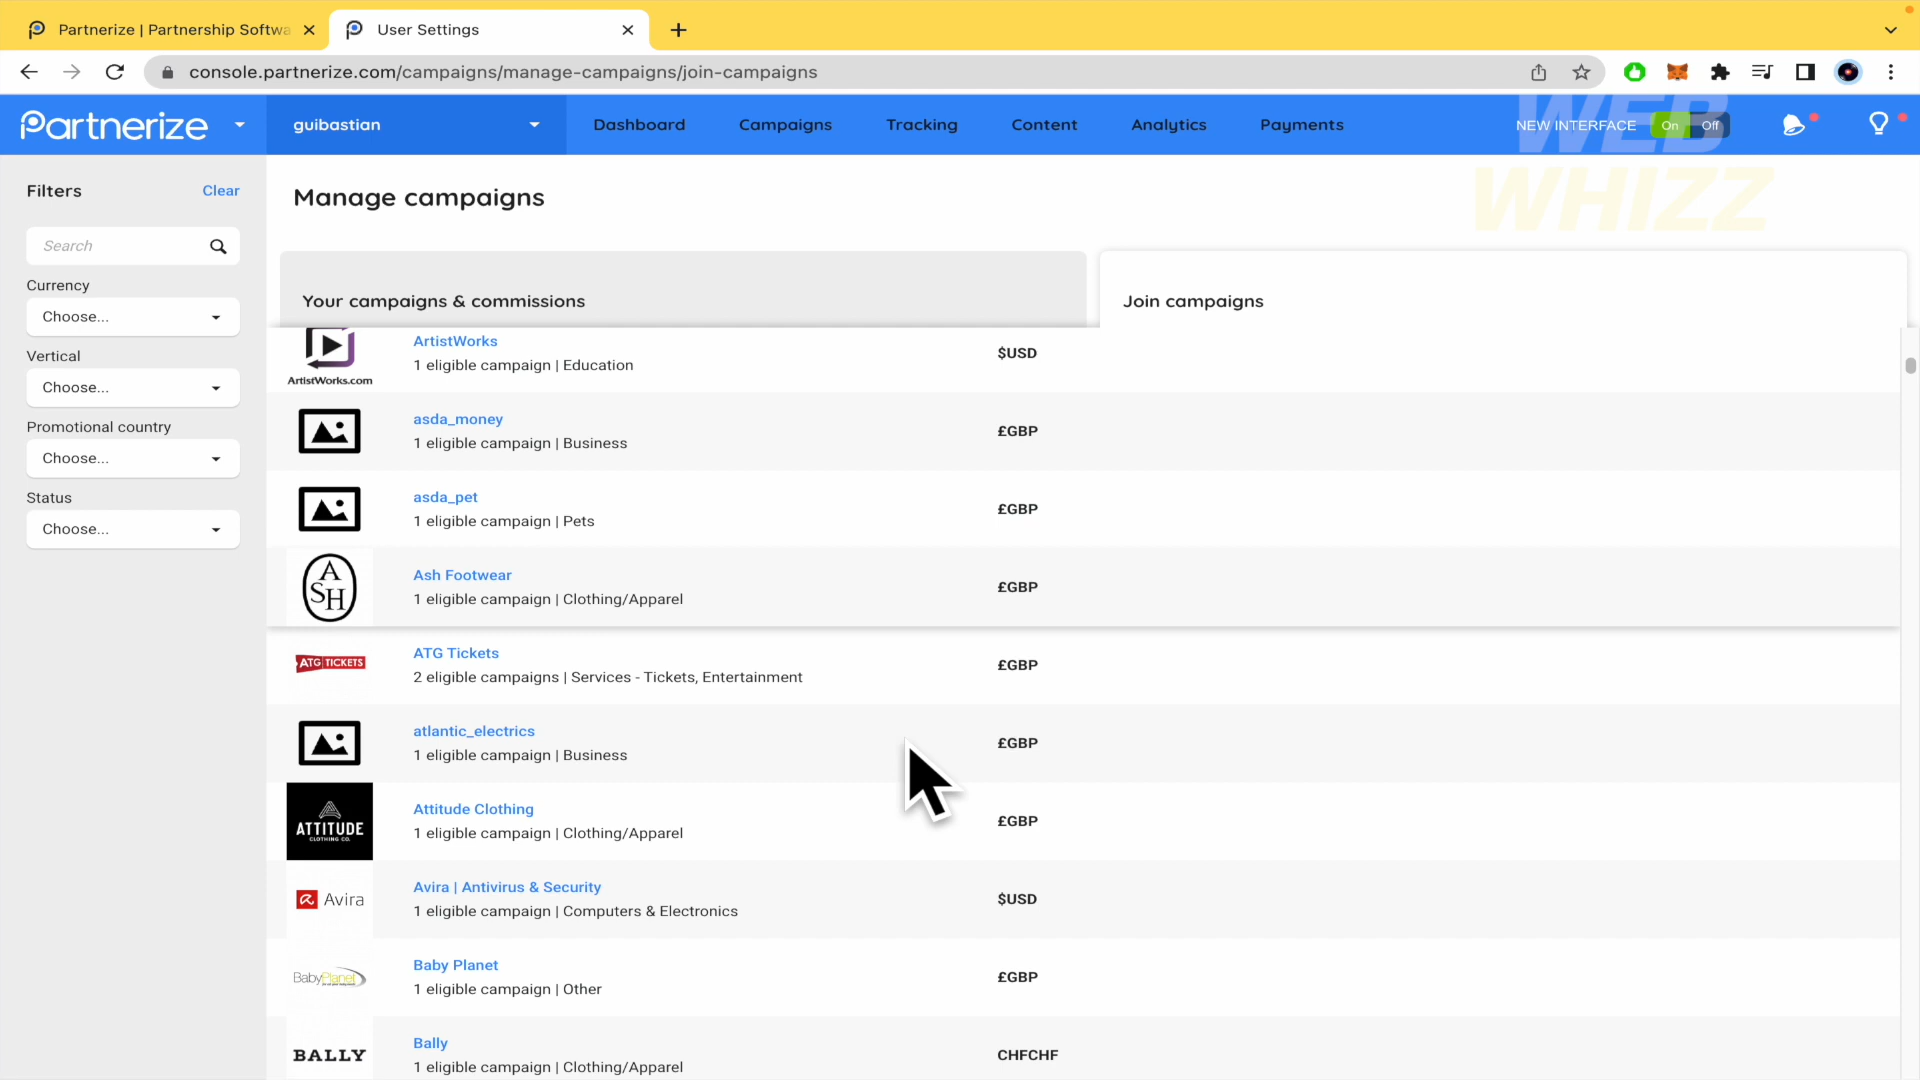 Partnerize | Partnership Softwa
User Settings
console.partnerize.com/campaigns/manage-campaigns/join-campaigns
Partnerize
guibastian
Dashboard
Campaigns
Tracking
Content
Analytics
Payments
NEW INTERFACE
On
Off
WEB
WHIZZ
Filters
Clear
Search
Currency
Choose...
Vertical
Choose...
Promotional country
Choose...
Status
Choose...
Manage campaigns
Your campaigns & commissions
Join campaigns
ArtistWorks.com
ArtistWorks
1 eligible campaign | Education
$USD
asda_money
1 eligible campaign | Business
£GBP
asda_pet
1 eligible campaign | Pets
£GBP
ASH
Ash Footwear
1 eligible campaign | Clothing/Apparel
£GBP
ATG TICKETS
ATG Tickets
2 eligible campaigns | Services - Tickets, Entertainment
£GBP
atlantic_electrics
1 eligible campaign | Business
£GBP
ATTITUDE
CLOTHING CO.
Attitude Clothing
1 eligible campaign | Clothing/Apparel
£GBP
Avira
Avira | Antivirus & Security
1 eligible campaign | Computers & Electronics
$USD
BabyPlanet
Baby Planet
1 eligible campaign | Other
£GBP
BALLY
Bally
1 eligible campaign | Clothing/Apparel
CHFCHF